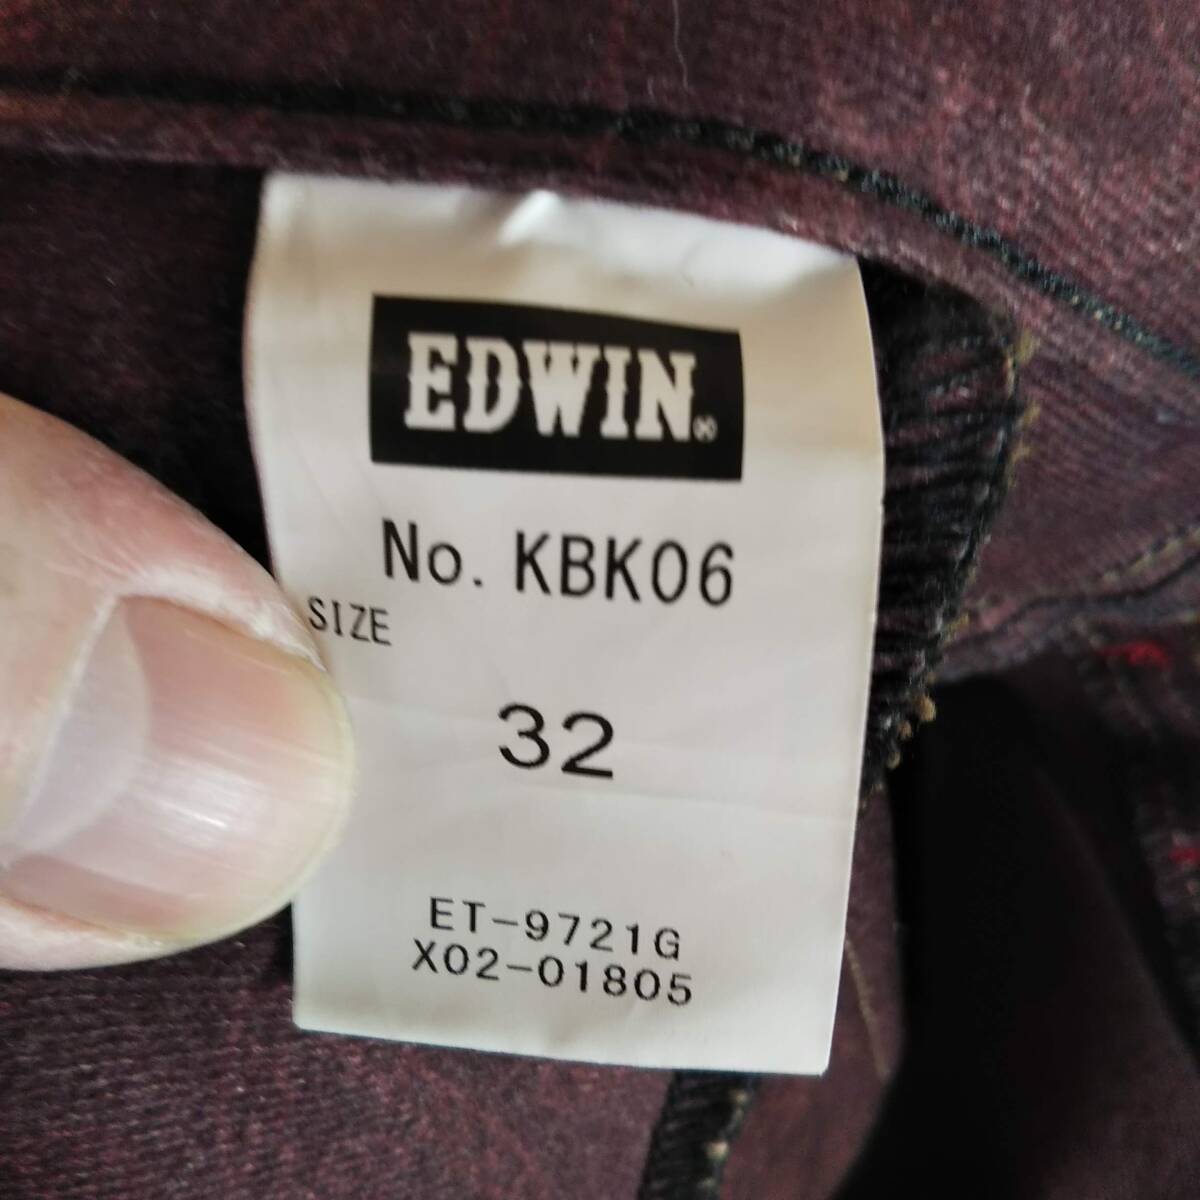 EDWIN®
No. KBK06
SIZE
32
ET-9721G
X02-01805